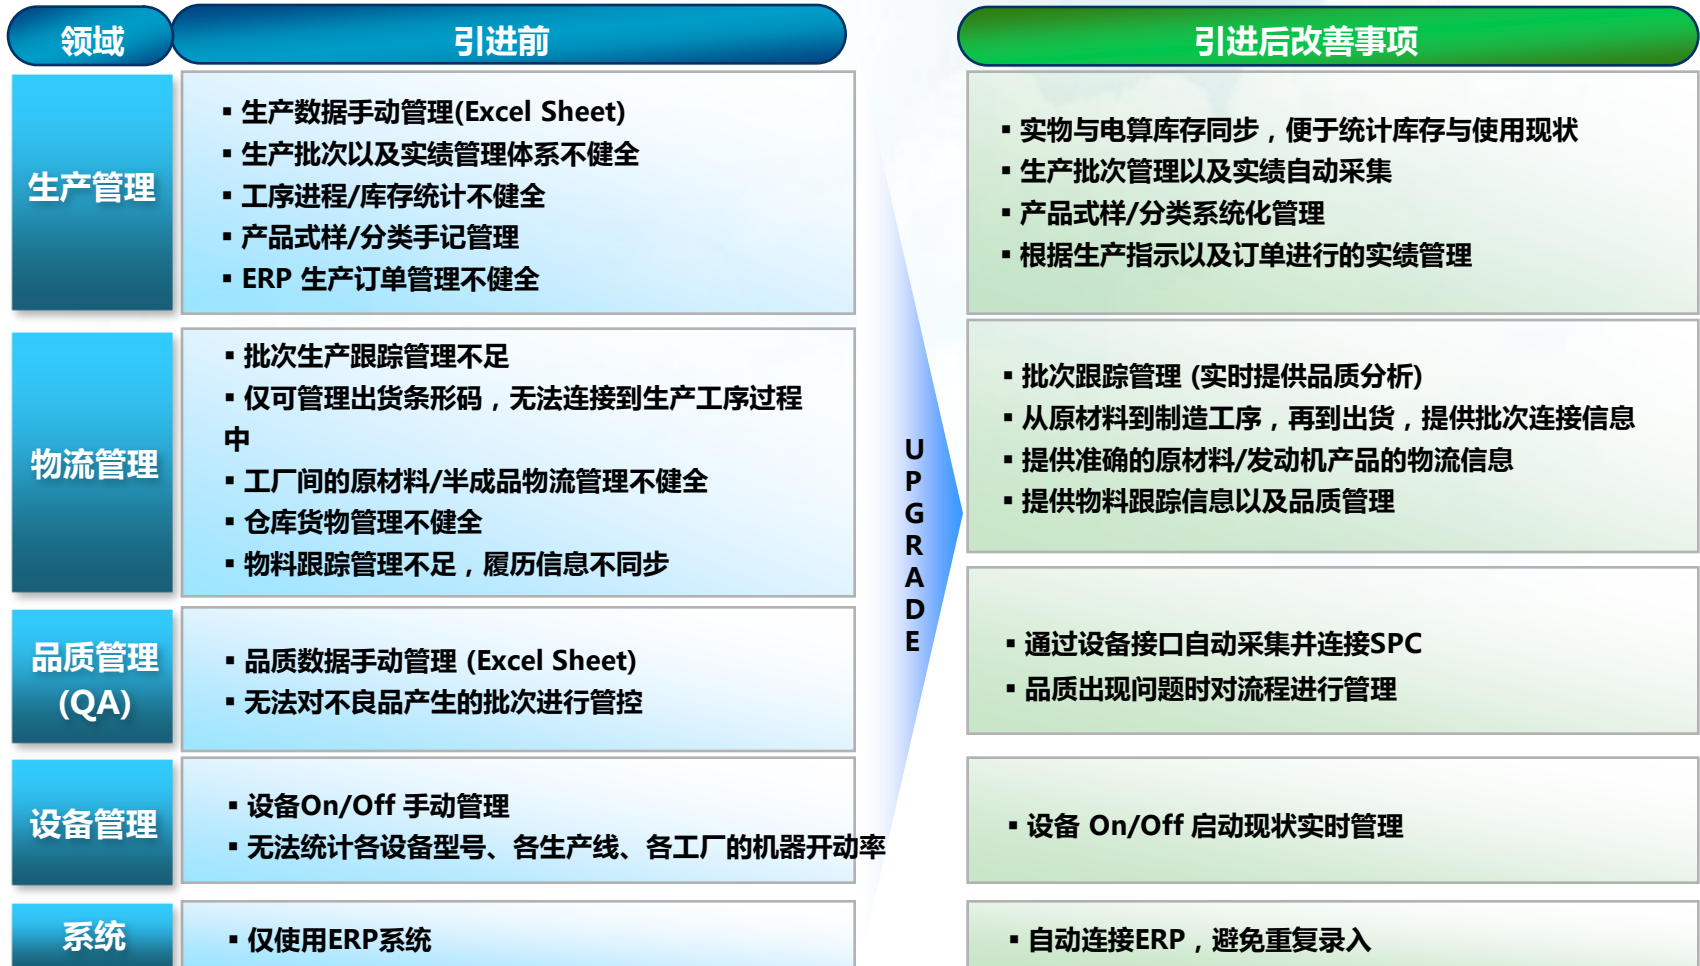 领域
引进前
引进后改善事项
生产管理
▪ 生产数据手动管理(Excel Sheet)
▪ 生产批次以及实绩管理体系不健全
▪ 工序进程/库存统计不健全
▪ 产品式样/分类手记管理
▪ ERP 生产订单管理不健全
▪ 实物与电算库存同步，便于统计库存与使用现状
▪ 生产批次管理以及实绩自动采集
▪ 产品式样/分类系统化管理
▪ 根据生产指示以及订单进行的实绩管理
物流管理
▪ 批次生产跟踪管理不足
▪ 仅可管理出货条形码，无法连接到生产工序过程
中
▪ 工厂间的原材料/半成品物流管理不健全
▪ 仓库货物管理不健全
▪ 物料跟踪管理不足，履历信息不同步
UPGRADE
▪ 批次跟踪管理 (实时提供品质分析)
▪ 从原材料到制造工序，再到出货，提供批次连接信息
▪ 提供准确的原材料/发动机产品的物流信息
▪ 提供物料跟踪信息以及品质管理
品质管理
(QA)
▪ 品质数据手动管理 (Excel Sheet)
▪ 无法对不良品产生的批次进行管控
▪ 通过设备接口自动采集并连接SPC
▪ 品质出现问题时对流程进行管理
设备管理
▪ 设备On/Off 手动管理
▪ 无法统计各设备型号、各生产线、各工厂的机器开动率
▪ 设备 On/Off 启动现状实时管理
系统
▪ 仅使用ERP系统
▪ 自动连接ERP，避免重复录入